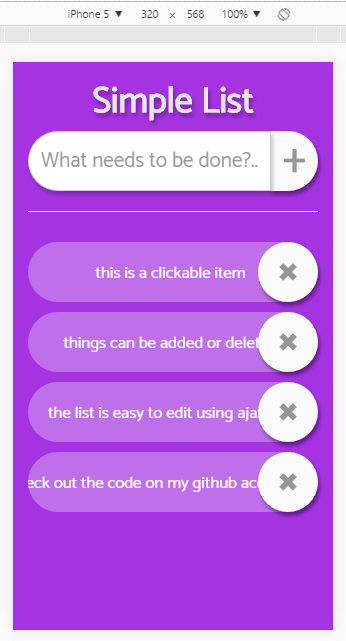 iPhone 5 ▼ 320 × 568 100% ▼
Simple List
What needs to be done?..
this is a clickable item
things can be added or delet
the list is easy to edit using aja
eck out the code on my github ac